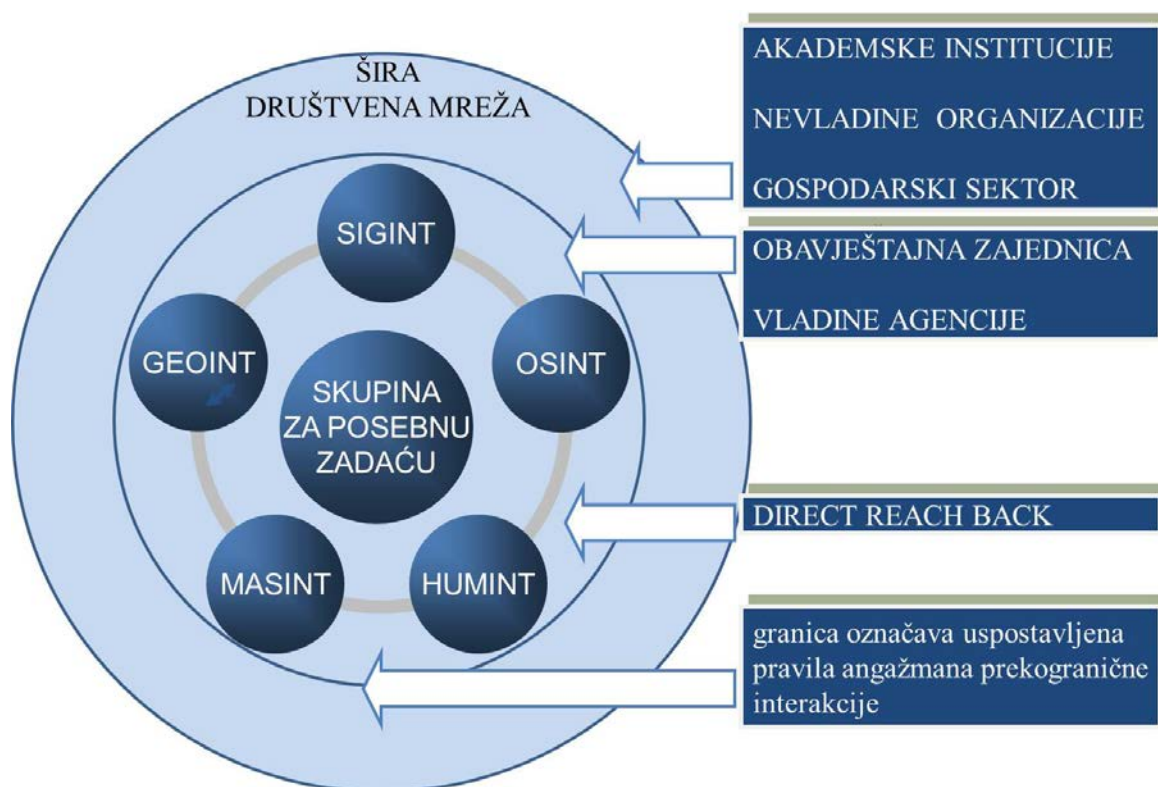 ŠIRA
DRUŠTVENA MREŽA
SIGINT
GEOINT
OSINT
SKUPINA
ZA POSEBNU
ZADAĆU
MASINT
HUMINT
AKADEMSKE INSTITUCIJE
NEVLADINE ORGANIZACIJE
GOSPODARSKI SEKTOR
OBAVJEŠTAJNA ZAJEDNICA
VLADINE AGENCIJE
DIRECT REACH BACK
granica označava uspostavljena
pravila angažmana prekogranične
interakcije